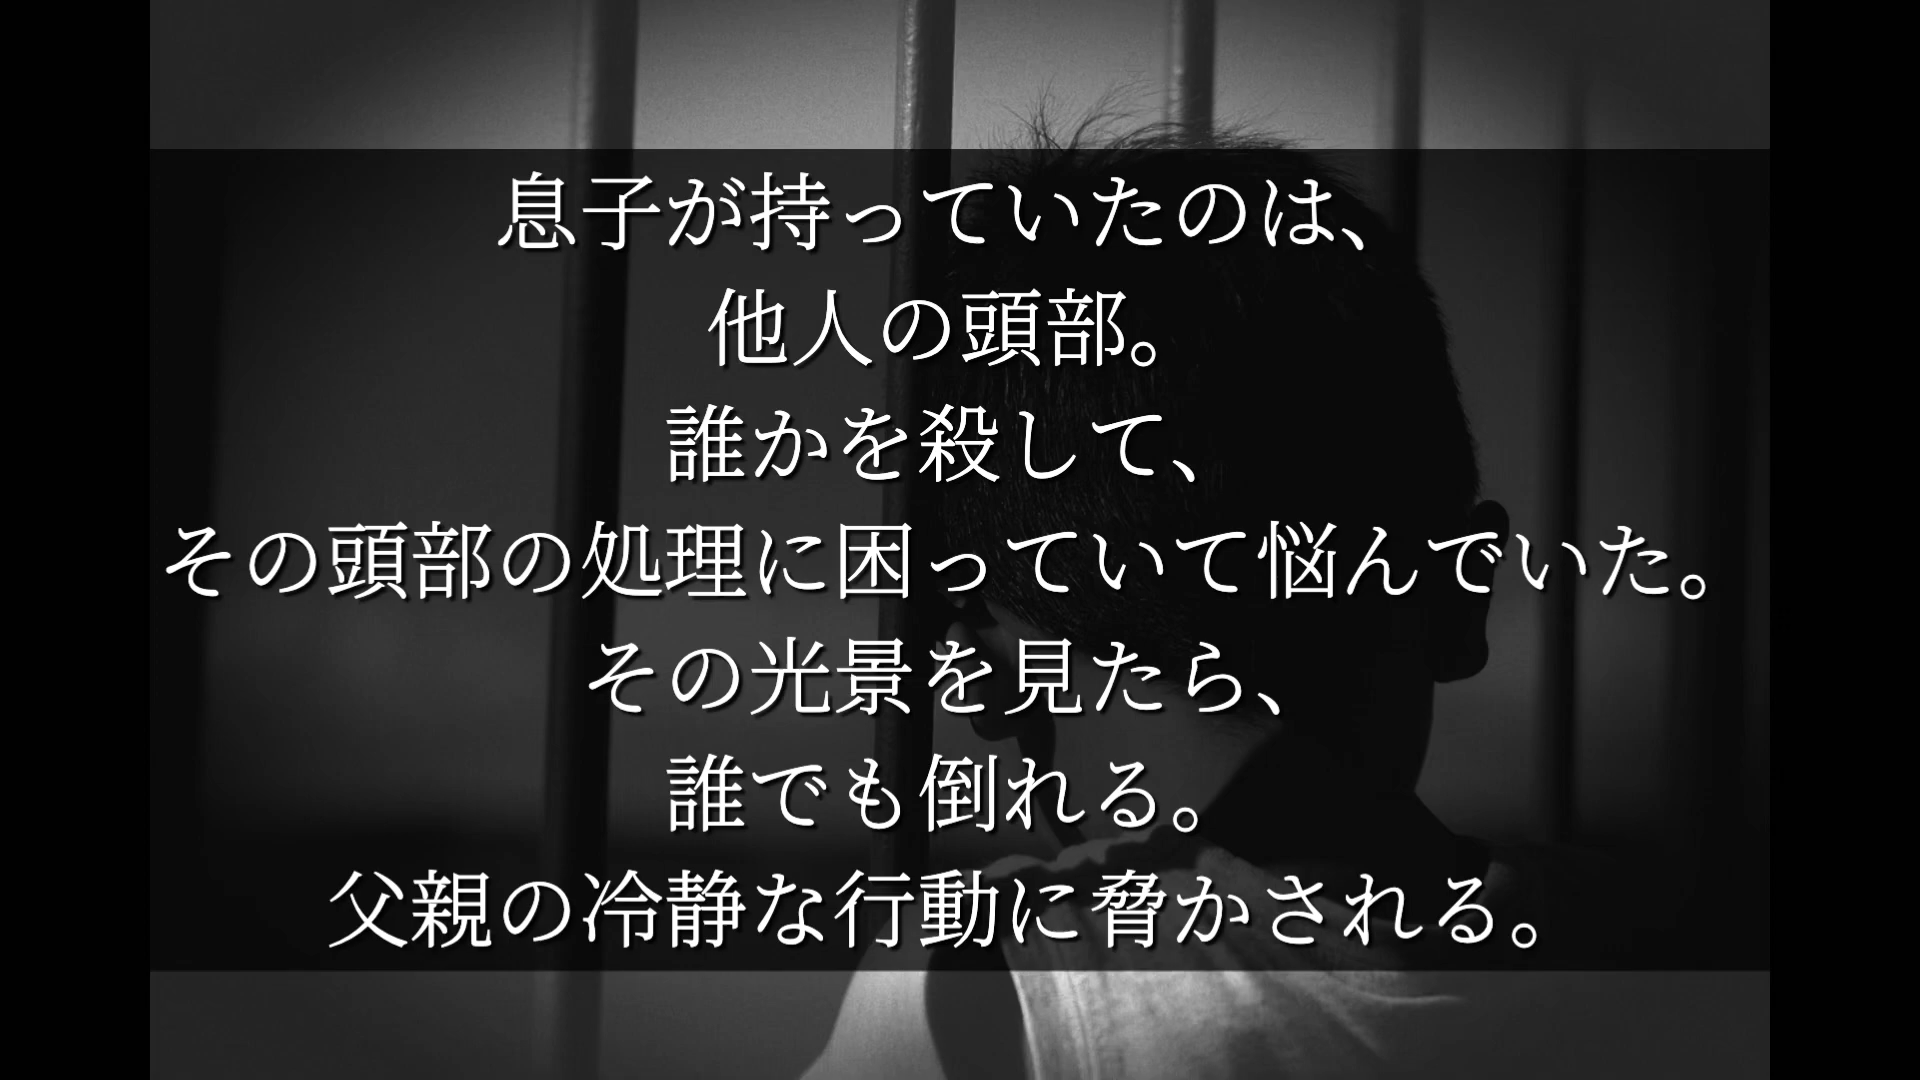 息子が持っていたのは、
他人の頭部。
誰かを殺して、
その頭部の処理に困っていて悩んでいた。
その光景を見たら、
誰でも倒れる。
父親の冷静な行動に脅かされる。